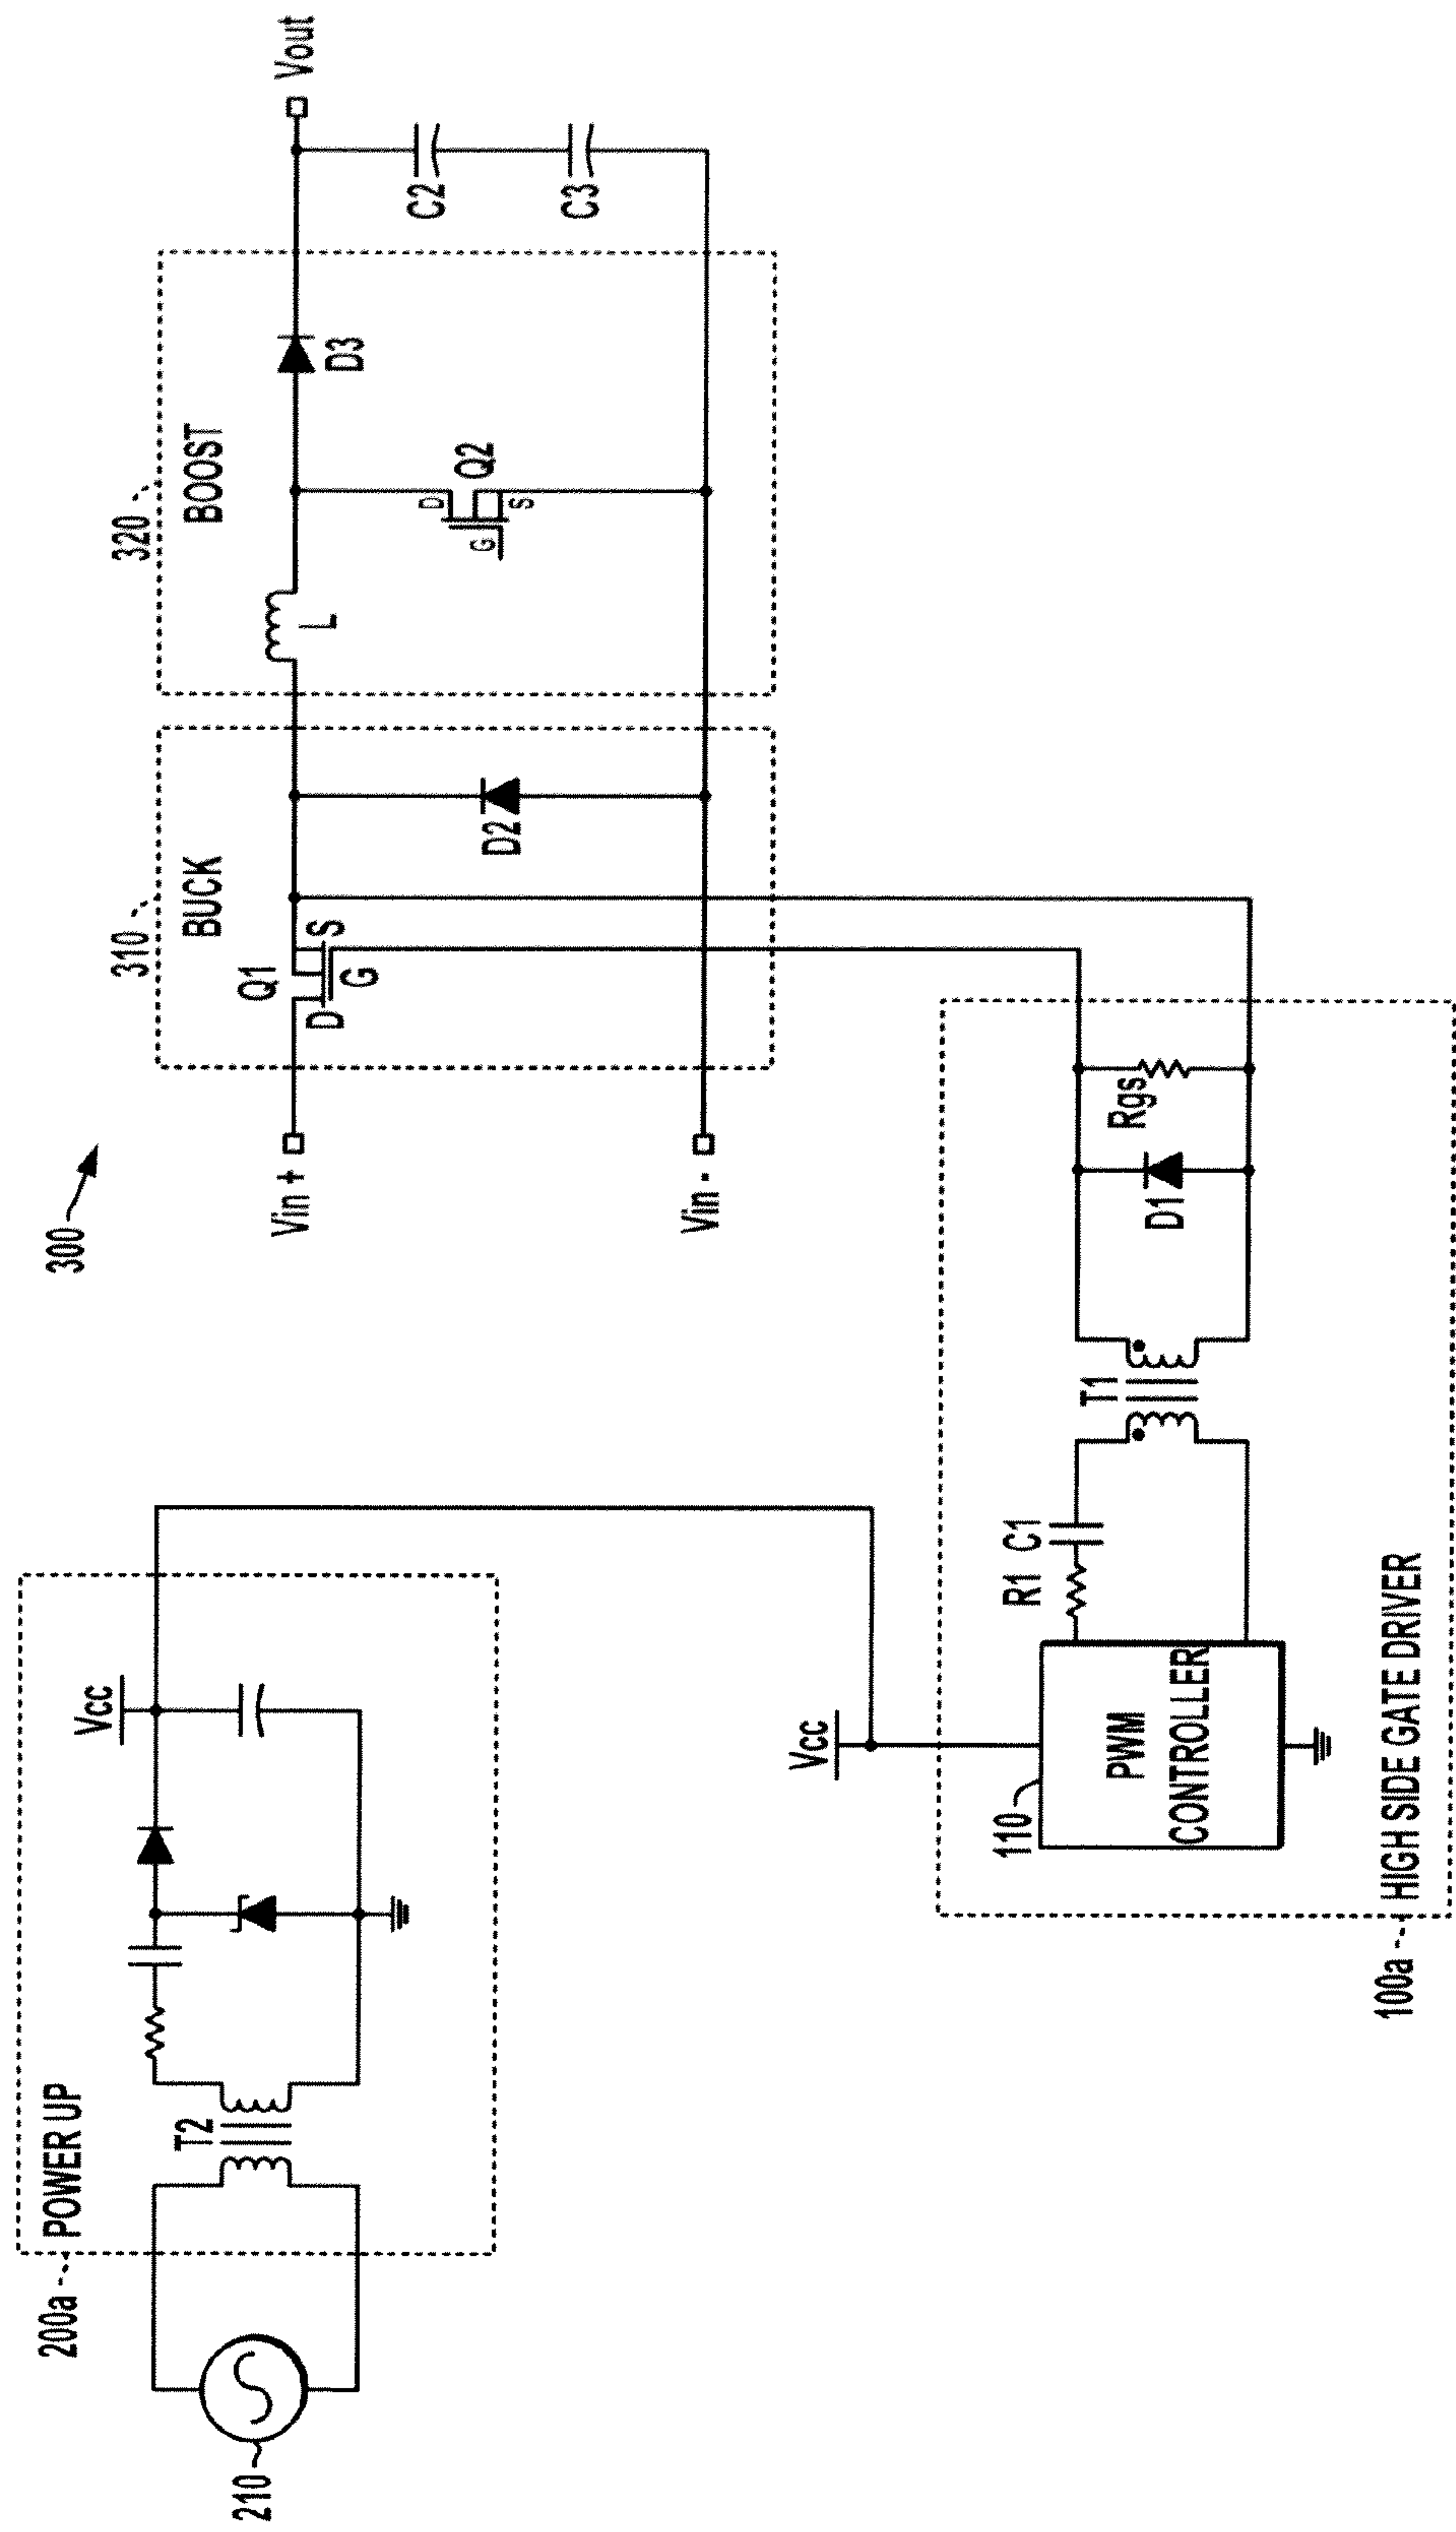 300
310
320
BUCK
BOOST
Vin +
Vin -
Q1
D
S
G
D2
L
D
G
S
Q2
D3
C2
C3
Vout
210
200a
POWER UP
T2
Vcc
Vcc
110
PWM
CONTROLLER
R1 C1
T1
D1
Rgs
100a
HIGH SIDE GATE DRIVER